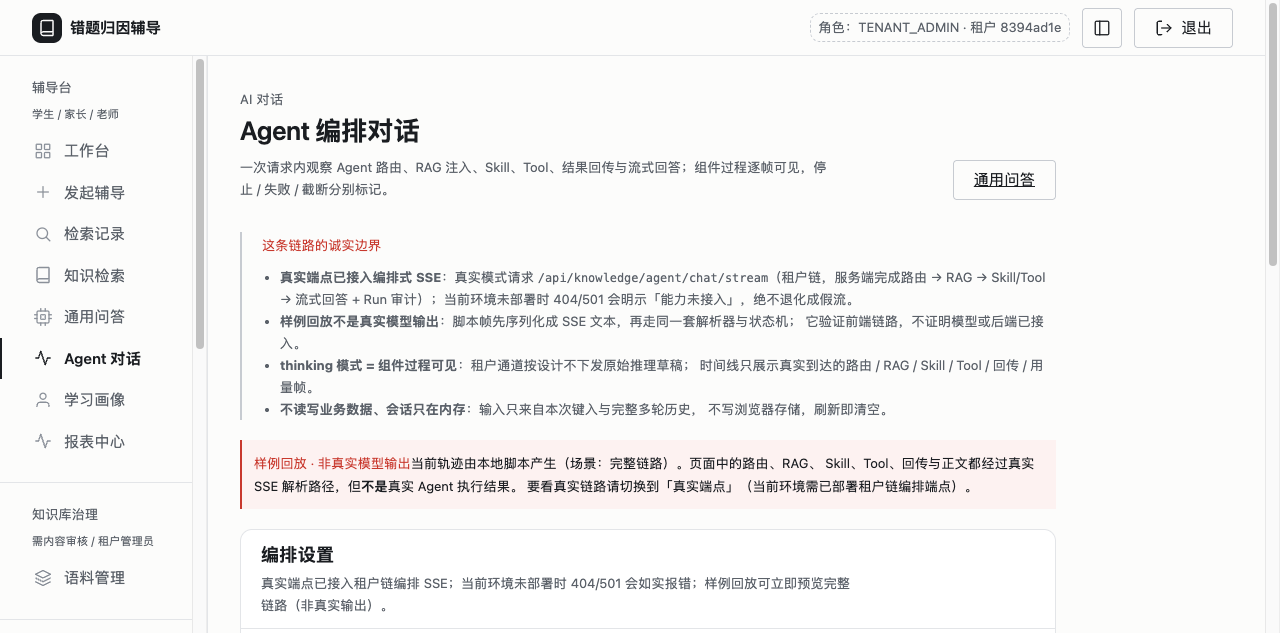 错题归因辅导
角色：TENANT_ADMIN · 租户 8394ad1e
退出
辅导台
学生 / 家长 / 老师
工作台
发起辅导
检索记录
知识检索
通用问答
Agent 对话
学习画像
报表中心
知识库治理
需内容审核 / 租户管理员
语料管理
AI 对话
Agent 编排对话
一次请求内观察 Agent 路由、RAG 注入、Skill、Tool、结果回传与流式回答；组件过程逐帧可见，停
止 / 失败 / 截断分别标记。
通用问答
这条链路的诚实边界
• 真实端点已接入编排式 SSE：真实模式请求 /api/knowledge/agent/chat/stream（租户链，服务端完成路由 → RAG → Skill/Tool
→ 流式回答 + Run 审计）；当前环境未部署时 404/501 会明示「能力未接入」，绝不退化成假流。
• 样例回放不是真实模型输出：脚本帧先序列化成 SSE 文本，再走同一套解析器与状态机； 它验证前端链路，不证明模型或后端已接
入。
• thinking 模式 = 组件过程可见：租户通道按设计不下发原始推理草稿； 时间线只展示真实到达的路由 / RAG / Skill / Tool / 回传 / 用
量帧。
• 不读写业务数据、会话只在内存：输入只来自本次键入与完整多轮历史， 不写浏览器存储，刷新即清空。
样例回放 · 非真实模型输出当前轨迹由本地脚本产生（场景：完整链路）。页面中的路由、RAG、 Skill、Tool、回传与正文都经过真实
SSE 解析路径，但不是真实 Agent 执行结果。 要看真实链路请切换到「真实端点」（当前环境需已部署租户链编排端点）。
编排设置
真实端点已接入租户链编排 SSE；当前环境未部署时 404/501 会如实报错；样例回放可立即预览完整
链路（非真实输出）。